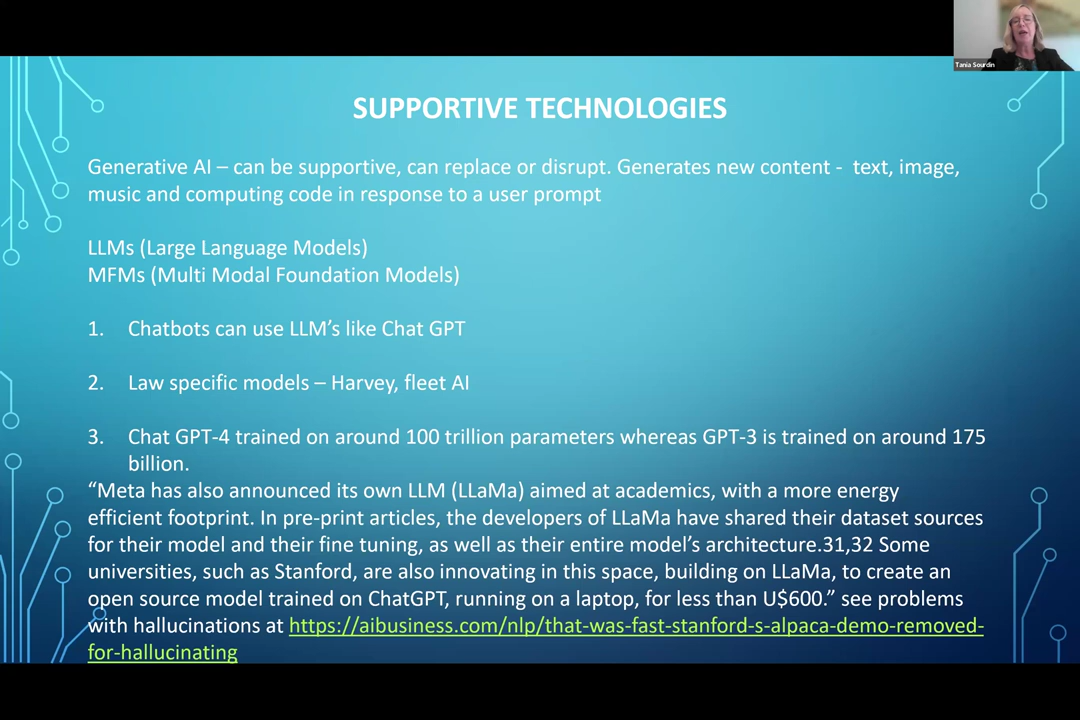 Tania Sourdin
SUPPORTIVE TECHNOLOGIES
Generative AI – can be supportive, can replace or disrupt. Generates new content -  text, image,
music and computing code in response to a user prompt
LLMs (Large Language Models)
MFMs (Multi Modal Foundation Models)
1. Chatbots can use LLM's like Chat GPT
2. Law specific models – Harvey, fleet AI
3. Chat GPT-4 trained on around 100 trillion parameters whereas GPT-3 is trained on around 175
billion.
“Meta has also announced its own LLM (LLaMa) aimed at academics, with a more energy
efficient footprint. In pre-print articles, the developers of LLaMa have shared their dataset sources
for their model and their fine tuning, as well as their entire model’s architecture.31,32 Some
universities, such as Stanford, are also innovating in this space, building on LLaMa, to create an
open source model trained on ChatGPT, running on a laptop, for less than U$600.” see problems
with hallucinations at https://aibusiness.com/nlp/that-was-fast-stanford-s-alpaca-demo-removed-
for-hallucinating